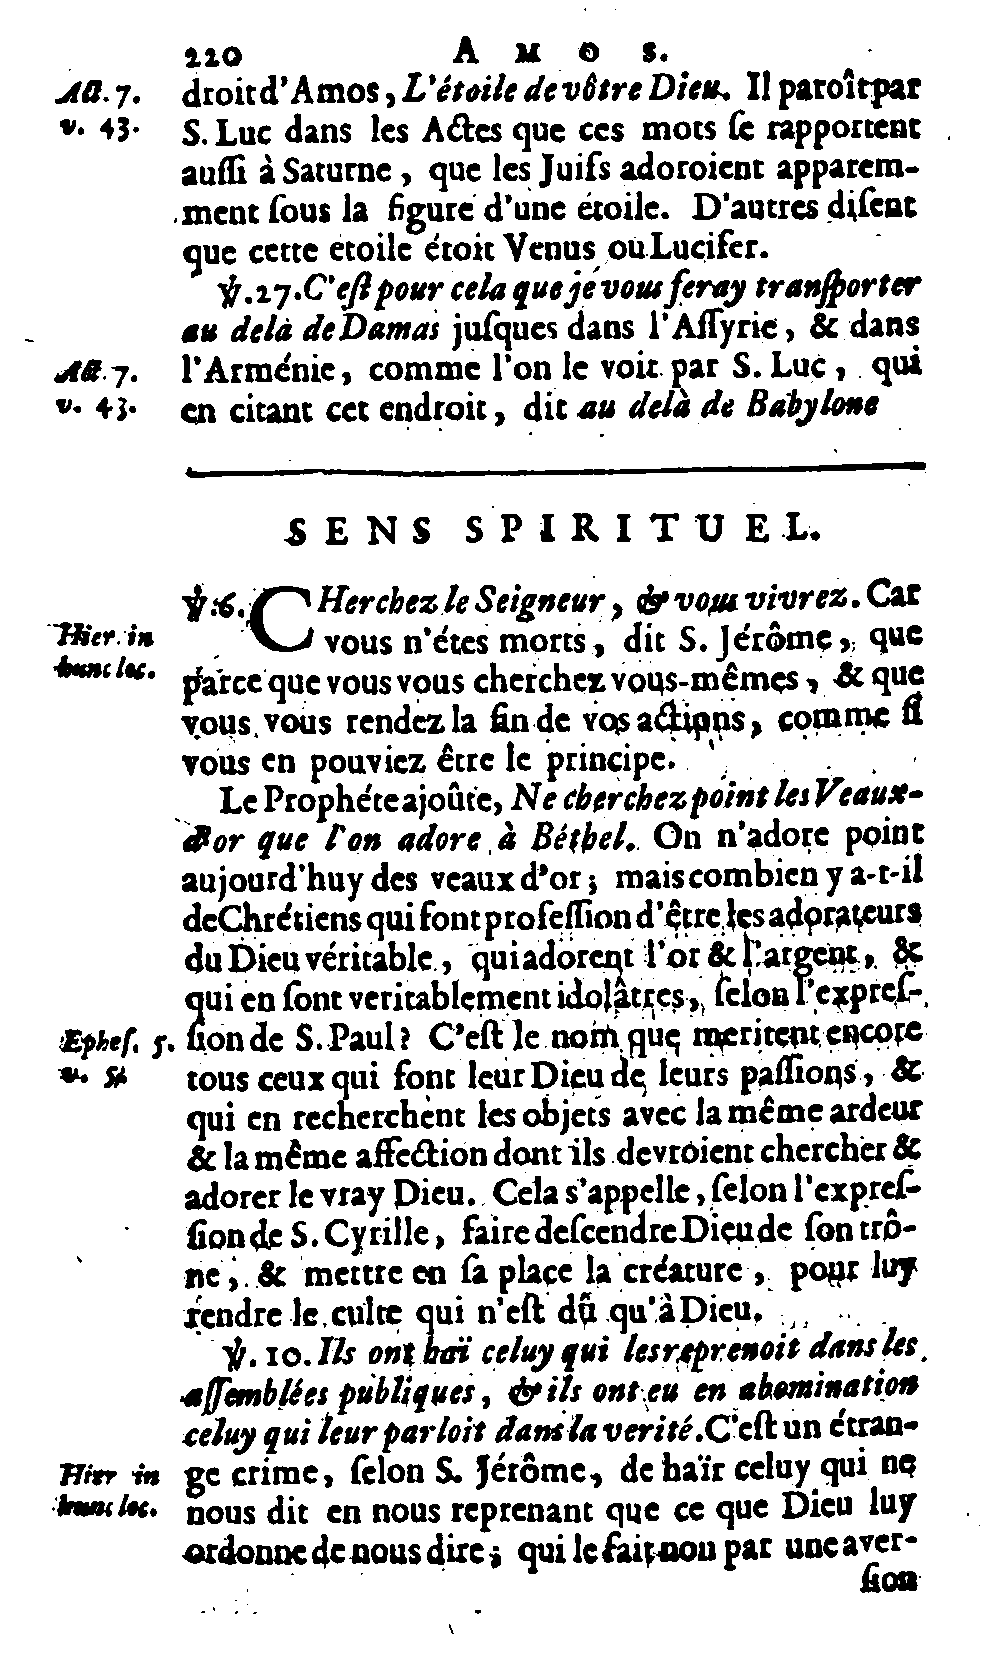 220 AMOS.
Act. 7. droit d'Amos, L'étoile de vôtre Dieu. Il paroît par
v. 43. S. Luc dans les Actes que ces mots ſe rapportent
auſſi à Saturne, que les Juifs adoroient apparem-
ment ſous la figure d'une étoile. D'autres diſent
que cette étoile étoit Venus ou Lucifer.
℣. 27. C'eſt pour cela que je vous feray tranſporter
au delà de Damas juſques dans l'Aſſyrie, & dans
Act. 7. l'Arménie, comme l'on le voit par S. Luc, qui
v. 43. en citant cet endroit, dit au delà de Babylone
SENS SPIRITUEL.
℣. 6. CHerchez le Seigneur, & vous vivrez. Car
Hier. in vous n'étes morts, dit S. Jérôme, que
hunc loc. parce que vous vous cherchez vous-mêmes, & que
vous vous rendez la fin de vos actions, comme ſi
vous en pouviez être le principe.
Le Prophéte ajoûte, Ne cherchez point les Veaux-
d'or que l'on adore à Béthel. On n'adore point
aujourd'huy des veaux d'or; mais combien y a-t-il
de Chrétiens qui font profeſſion d'être les adorateurs
du Dieu véritable, qui adorent l'or & l'argent, &
qui en ſont veritablement idolâtres, ſelon l'expreſ-
Epheſ. 5. ſion de S. Paul? C'eſt le nom que meritent encore
v. 5. tous ceux qui font leur Dieu de leurs paſſions, &
qui en recherchent les objets avec la même ardeur
& la même affection dont ils devroient chercher &
adorer le vray Dieu. Cela s'appelle, ſelon l'expreſ-
ſion de S. Cyrille, faire deſcendre Dieu de ſon trô-
ne, & mettre en ſa place la créature, pour luy
rendre le culte qui n'eſt dû qu'à Dieu.
℣. 10. Ils ont haï celuy qui les reprenoit dans les
aſſemblées publiques, & ils ont eu en abomination
celuy qui leur parloit dans la verité. C'eſt un étran-
Hier in ge crime, ſelon S. Jérôme, de haïr celuy qui ne
hunc loc. nous dit en nous reprenant que ce que Dieu luy
ordonne de nous dire; qui le fait non par une aver-
ſion